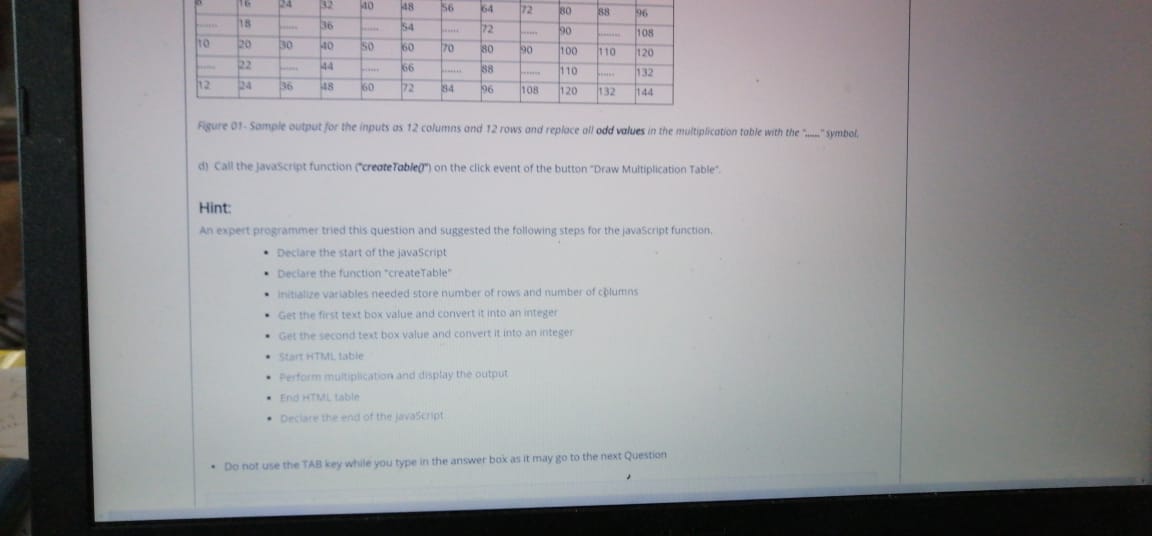 8 16 24 32 40 48 56 64 72 80 88 96
...... 18 ...... 36 ...... 54 ...... 72 ...... 90 ...... 108
10 20 30 40 50 60 70 80 90 100 110 120
...... 22 ...... 44 ...... 66 ...... 88 ...... 110 ...... 132
12 24 36 48 60 72 84 96 108 120 132 144
Figure 01- Sample output for the inputs as 12 columns and 12 rows and replace all odd values in the multiplication table with the "......" symbol.
d) Call the JavaScript function ("createTable()") on the click event of the button "Draw Multiplication Table".
Hint:
An expert programmer tried this question and suggested the following steps for the javaScript function.
• Declare the start of the javaScript
• Declare the function "createTable"
• Initialize variables needed store number of rows and number of columns
• Get the first text box value and convert it into an integer
• Get the second text box value and convert it into an integer
• Start HTML table
• Perform multiplication and display the output
• End HTML table
• Declare the end of the javaScript
• Do not use the TAB key while you type in the answer box as it may go to the next Question